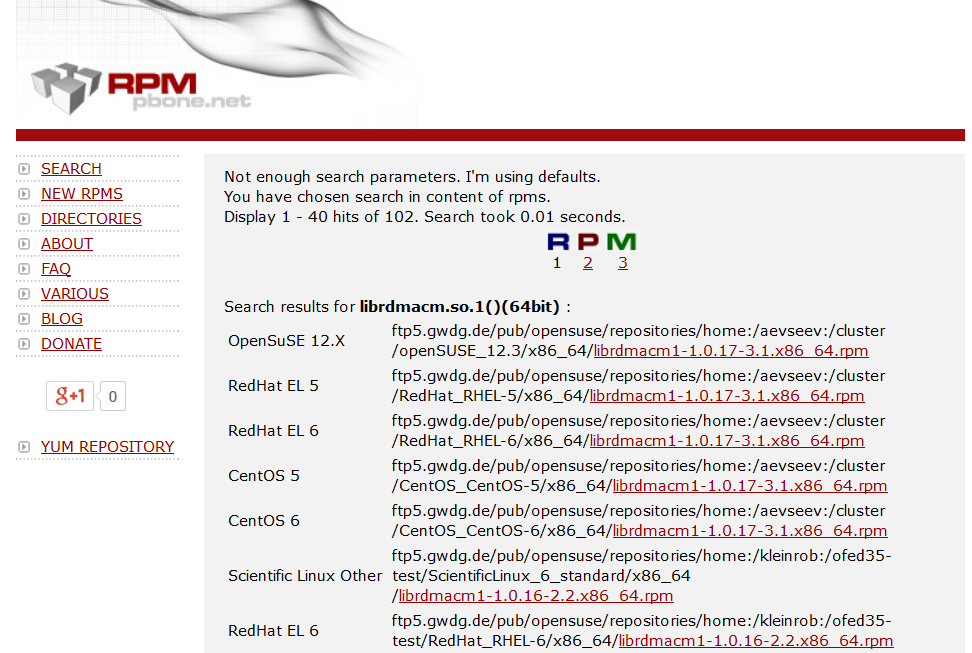 RPM
pbone.net
SEARCH
NEW RPMS
DIRECTORIES
ABOUT
FAQ
VARIOUS
BLOG
DONATE
g+1 0
YUM REPOSITORY
Not enough search parameters. I'm using defaults.
You have chosen search in content of rpms.
Display 1 - 40 hits of 102. Search took 0.01 seconds.
R P M
1 2 3
Search results for librdmacm.so.1()(64bit) :
OpenSuSE 12.X
ftp5.gwdg.de/pub/opensuse/repositories/home:/aevseev:/cluster
/openSUSE_12.3/x86_64/librdmacm1-1.0.17-3.1.x86_64.rpm
RedHat EL 5
ftp5.gwdg.de/pub/opensuse/repositories/home:/aevseev:/cluster
/RedHat_RHEL-5/x86_64/librdmacm1-1.0.17-3.1.x86_64.rpm
RedHat EL 6
ftp5.gwdg.de/pub/opensuse/repositories/home:/aevseev:/cluster
/RedHat_RHEL-6/x86_64/librdmacm1-1.0.17-3.1.x86_64.rpm
CentOS 5
ftp5.gwdg.de/pub/opensuse/repositories/home:/aevseev:/cluster
/CentOS_CentOS-5/x86_64/librdmacm1-1.0.17-3.1.x86_64.rpm
CentOS 6
ftp5.gwdg.de/pub/opensuse/repositories/home:/aevseev:/cluster
/CentOS_CentOS-6/x86_64/librdmacm1-1.0.17-3.1.x86_64.rpm
Scientific Linux Other
ftp5.gwdg.de/pub/opensuse/repositories/home:/kleinrob:/ofed35-
test/ScientificLinux_6_standard/x86_64
/librdmacm1-1.0.16-2.2.x86_64.rpm
RedHat EL 6
ftp5.gwdg.de/pub/opensuse/repositories/home:/kleinrob:/ofed35-
test/RedHat_RHEL-6/x86_64/librdmacm1-1.0.16-2.2.x86_64.rpm